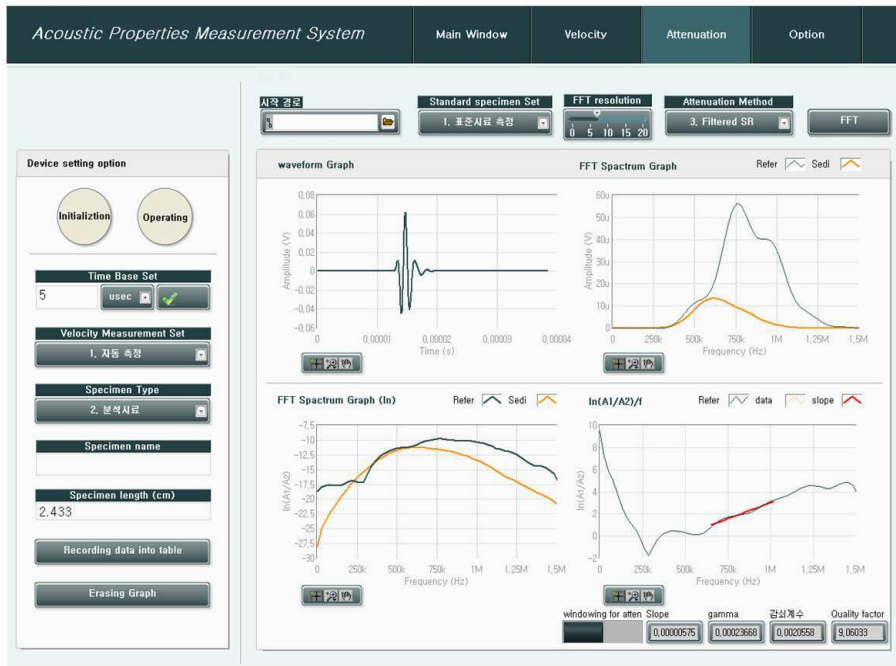 Acoustic Properties Measurement System
Main Window
Velocity
Attenuation
Option
시작 경로
Standard specimen Set
1, 표준시료 측정
FFT resolution
0 5 10 15 20
Attenuation Method
3, Filtered SR
FFT
Device setting option
Initializtion
Operating
Time Base Set
5
usec
Velocity Measurement Set
1, 자동 측정
Specimen Type
2, 분석시료
Specimen name
Specimen length (cm)
2.433
Recording data into table
Erasing Graph
waveform Graph
Amplitude (V)
0,08
0,06
0,04
0,02
0
-0,02
-0,04
-0,06
0 0,00001 0,00002 0,00003 0,00004
Time (s)
FFT Spactrum Graph
Refer Sedi
Amplitude (V)
60u
50u
40u
30u
20u
10u
0
0 250k 500k 750k 1M 1,25M 1,5M
Frequency (Hz)
FFT Spactrum Graph (ln)
Refer Sedi
ln(A1/A2)
-7,5
-10
-12,5
-15
-17,5
-20
-22,5
-25
-27,5
-30
0 250k 500k 750k 1M 1,25M 1,5M
Frequency (Hz)
ln(A1/A2)/f
Refer data slope
ln(A1/A2)
10
8
6
4
2
0
-2
0 250k 500k 750k 1M 1,25M 1,5M
Frequency (Hz)
windowing for atten
Slope
0,00000575
gamma
0,00023668
감쇠계수
0,0020558
Quality factor
9,06033